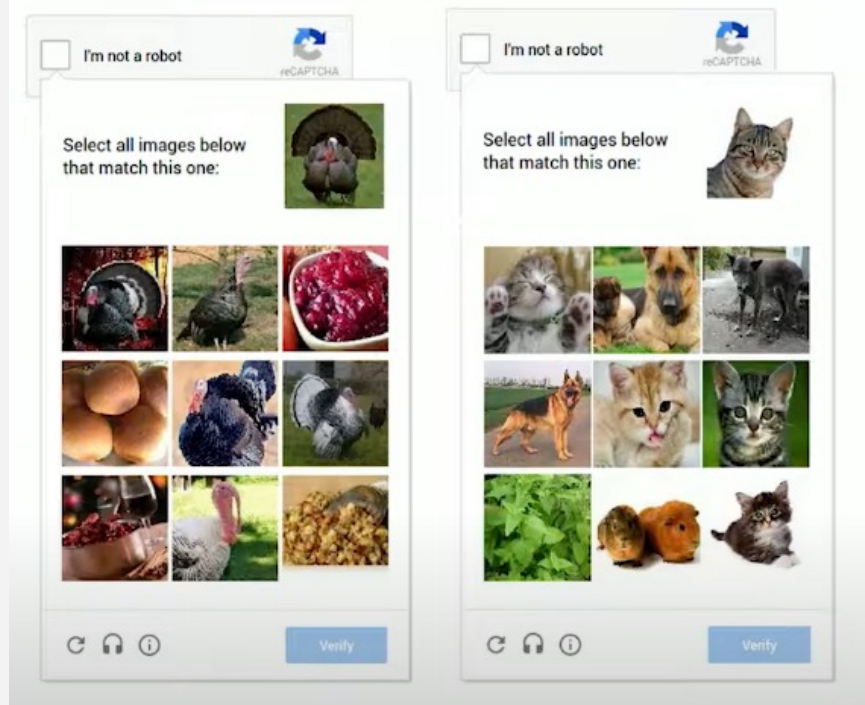 I'm not a robot
reCAPTCHA
Select all images below
that match this one:
Verify
I'm not a robot
reCAPTCHA
Select all images below
that match this one:
Verify